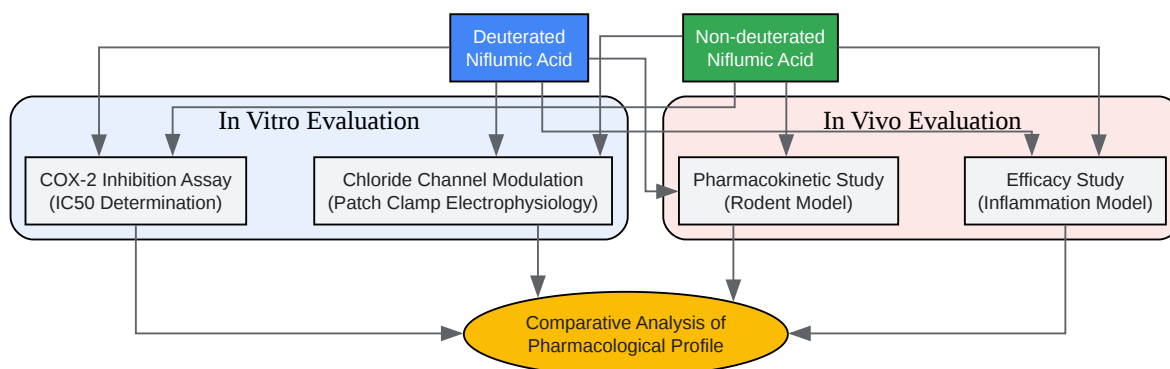 Deuterated
Niflumic Acid
Non-deuterated
Niflumic Acid
In Vitro Evaluation
In Vivo Evaluation
COX-2 Inhibition Assay
(IC50 Determination)
Chloride Channel Modulation
(Patch Clamp Electrophysiology)
Pharmacokinetic Study
(Rodent Model)
Efficacy Study
(Inflammation Model)
Comparative Analysis of
Pharmacological Profile